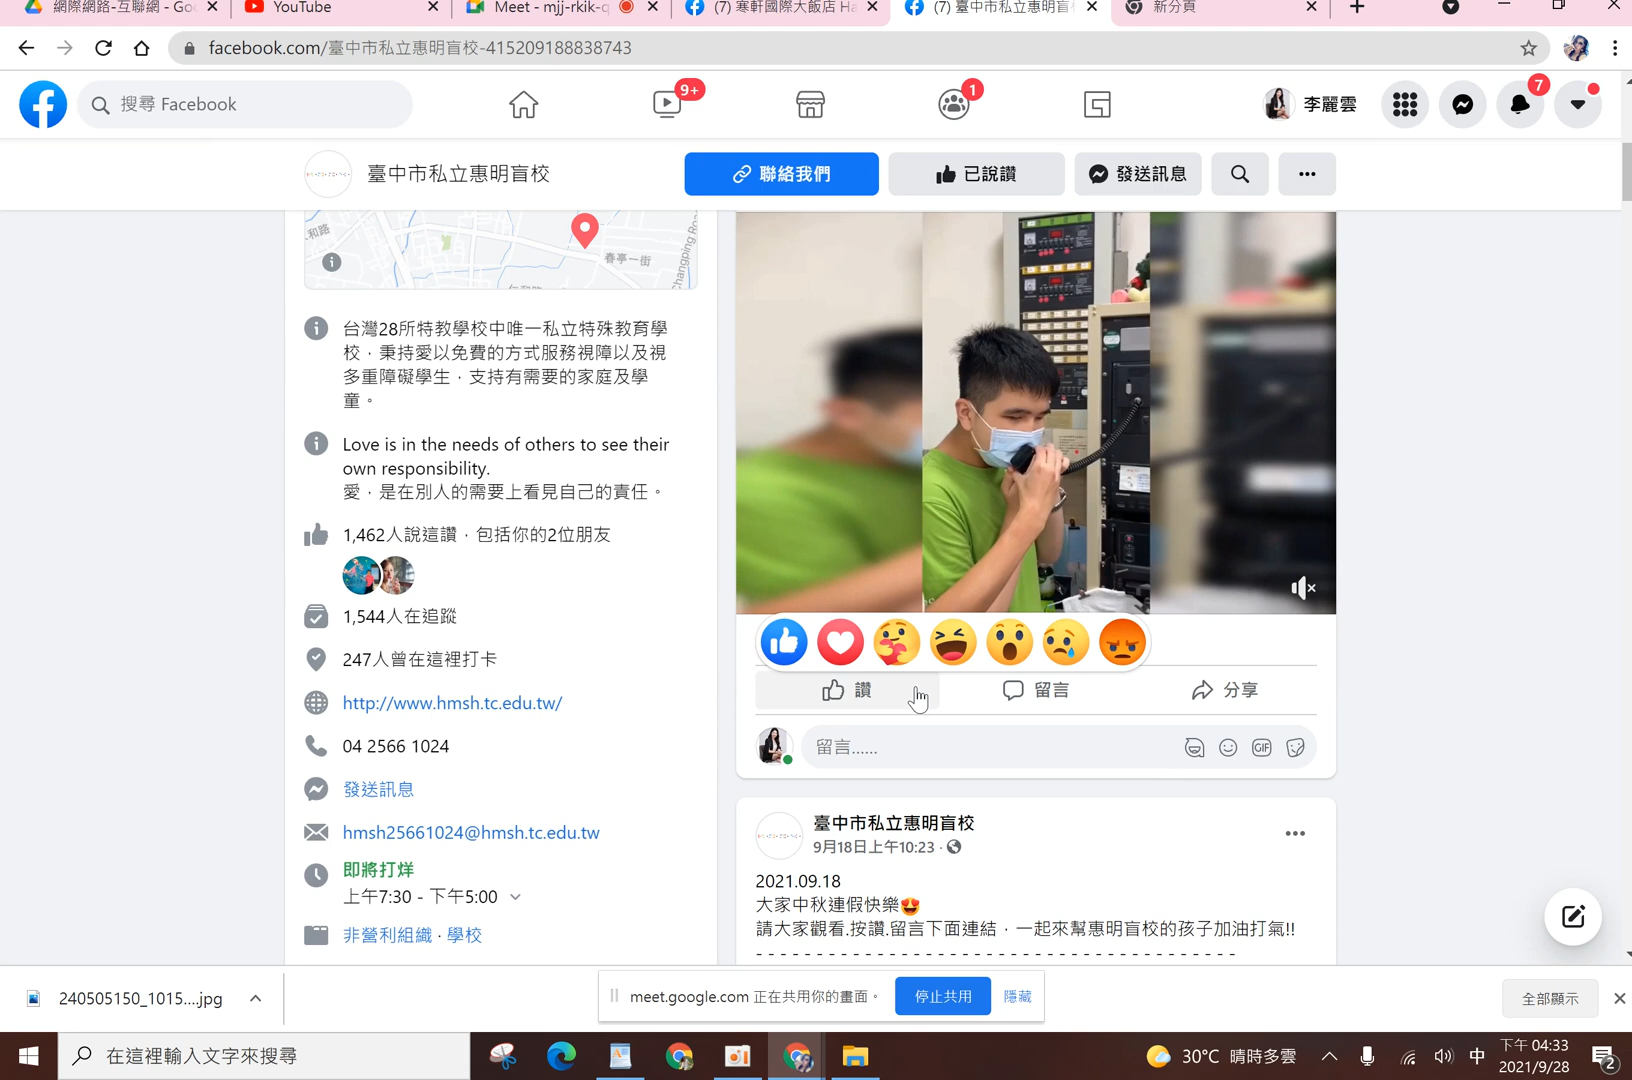 網際網路-互聯網 - Go
YouTube
Meet - mjj-rkik-q
(7) 寒軒國際大飯店 Ha
(7) 臺中市私立惠明盲
新分頁
facebook.com/臺中市私立惠明盲校-415209188838743
搜尋 Facebook
9+
1
李麗雲
7
臺中市私立惠明盲校
聯絡我們
已說讚
發送訊息
和路
春亭一街
Changping Ro
台灣28所特教學校中唯一私立特殊教育學
校，秉持愛以免費的方式服務視障以及視
多重障礙學生，支持有需要的家庭及學
童。
Love is in the needs of others to see their
own responsibility.
愛，是在別人的需要上看見自己的責任。
1,462人說這讚，包括你的2位朋友
1,544人在追蹤
247人曾在這裡打卡
http://www.hmsh.tc.edu.tw/
04 2566 1024
發送訊息
hmsh25661024@hmsh.tc.edu.tw
即將打烊
上午7:30 - 下午5:00
非營利組織 · 學校
讚
留言
分享
留言......
GIF
臺中市私立惠明盲校
9月18日上午10:23 ·
2021.09.18
大家中秋連假快樂
請大家觀看.按讚.留言下面連結，一起來幫惠明盲校的孩子加油打氣!!
- - - - - - - - - - - - - - - - - - - - - - - - - - - - - - - - - - -
240505150_1015....jpg
meet.google.com 正在共用你的畫面。
停止共用
隱藏
全部顯示
在這裡輸入文字來搜尋
30°C 晴時多雲
中
下午 04:33
2021/9/28
2